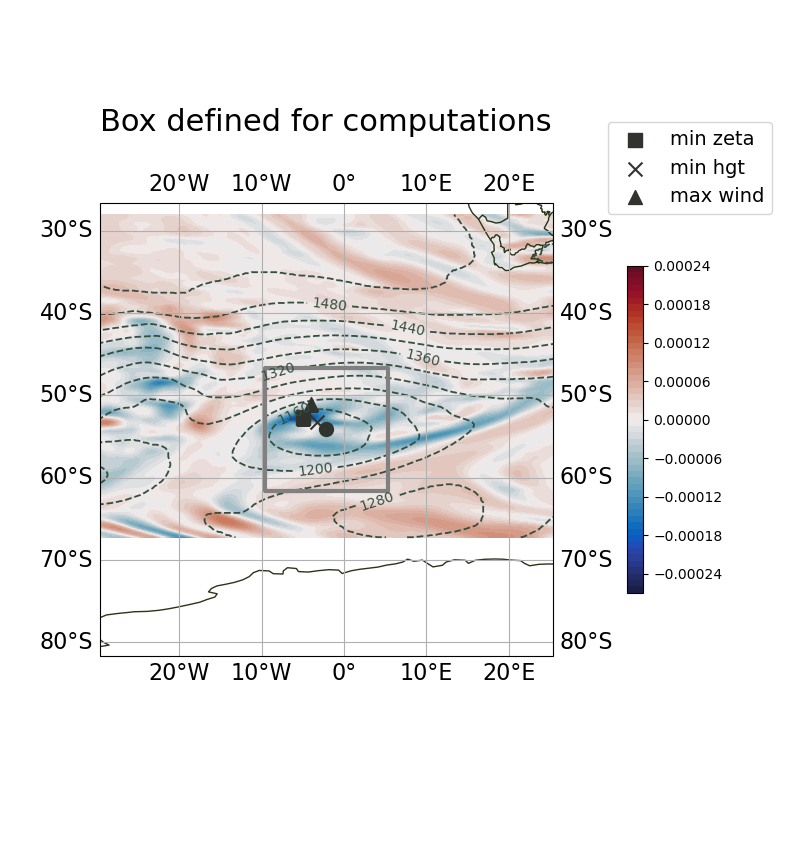 Box defined for computations
min zeta
min hgt
max wind
20°W 10°W 0° 10°E 20°E
30°S 30°S
40°S 40°S
50°S 50°S
60°S 60°S
70°S 70°S
80°S 80°S
20°W 10°W 0° 10°E 20°E
1480
1440
1360
1320
1160
1200
1280
0.00024
0.00018
0.00012
0.00006
0.00000
−0.00006
−0.00012
−0.00018
−0.00024